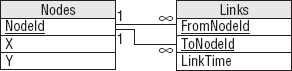 Nodes
NodeId
X
Y
1 ∞
1 ∞
Links
FromNodeId
ToNodeId
LinkTime